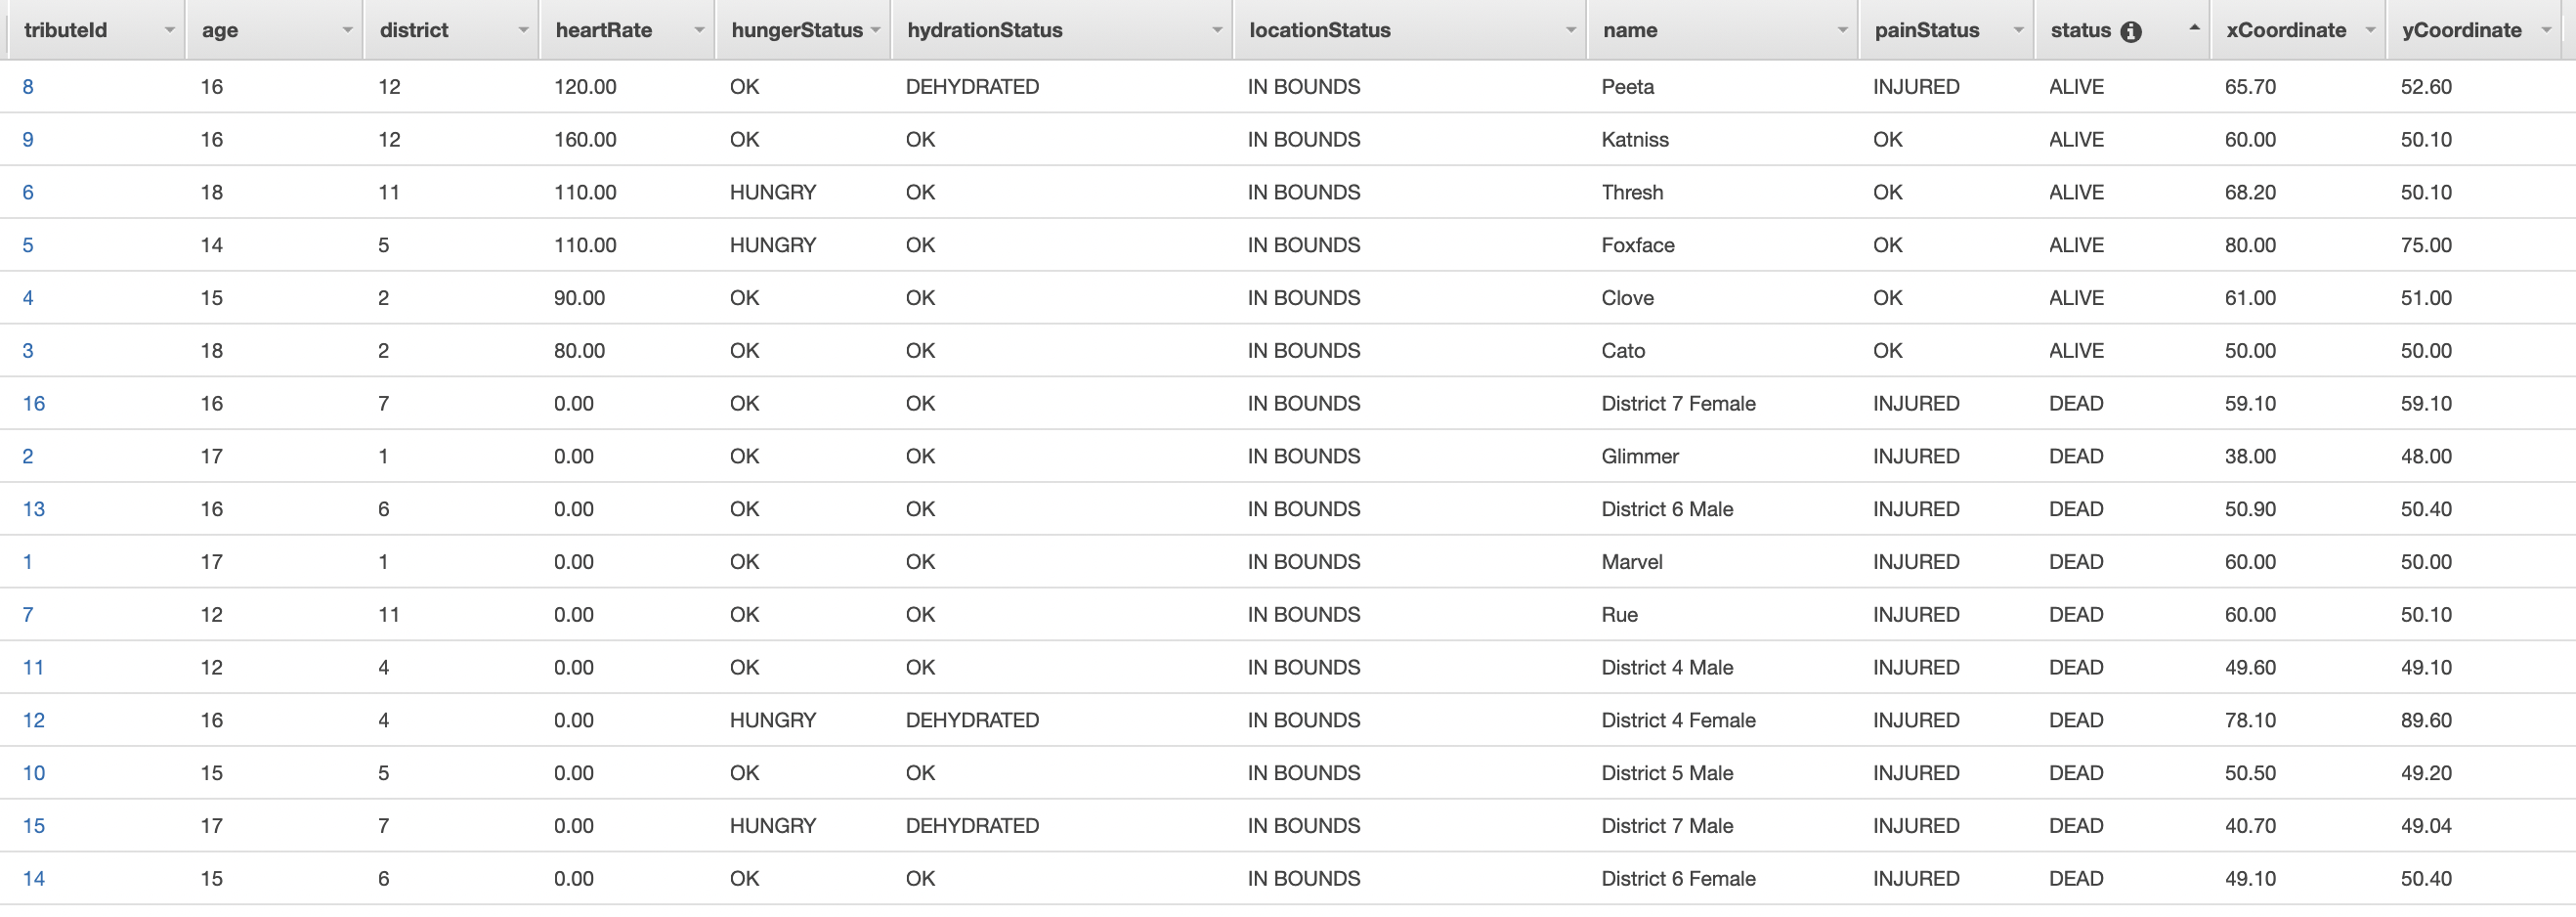 tributeId age district heartRate hungerStatus hydrationStatus locationStatus name painStatus status xCoordinate yCoordinate
8 16 12 120.00 OK DEHYDRATED IN BOUNDS Peeta INJURED ALIVE 65.70 52.60
9 16 12 160.00 OK OK IN BOUNDS Katniss OK ALIVE 60.00 50.10
6 18 11 110.00 HUNGRY OK IN BOUNDS Thresh OK ALIVE 68.20 50.10
5 14 5 110.00 HUNGRY OK IN BOUNDS Foxface OK ALIVE 80.00 75.00
4 15 2 90.00 OK OK IN BOUNDS Clove OK ALIVE 61.00 51.00
3 18 2 80.00 OK OK IN BOUNDS Cato OK ALIVE 50.00 50.00
16 16 7 0.00 OK OK IN BOUNDS District 7 Female INJURED DEAD 59.10 59.10
2 17 1 0.00 OK OK IN BOUNDS Glimmer INJURED DEAD 38.00 48.00
13 16 6 0.00 OK OK IN BOUNDS District 6 Male INJURED DEAD 50.90 50.40
1 17 1 0.00 OK OK IN BOUNDS Marvel INJURED DEAD 60.00 50.00
7 12 11 0.00 OK OK IN BOUNDS Rue INJURED DEAD 60.00 50.10
11 12 4 0.00 OK OK IN BOUNDS District 4 Male INJURED DEAD 49.60 49.10
12 16 4 0.00 HUNGRY DEHYDRATED IN BOUNDS District 4 Female INJURED DEAD 78.10 89.60
10 15 5 0.00 OK OK IN BOUNDS District 5 Male INJURED DEAD 50.50 49.20
15 17 7 0.00 HUNGRY DEHYDRATED IN BOUNDS District 7 Male INJURED DEAD 40.70 49.04
14 15 6 0.00 OK OK IN BOUNDS District 6 Female INJURED DEAD 49.10 50.40